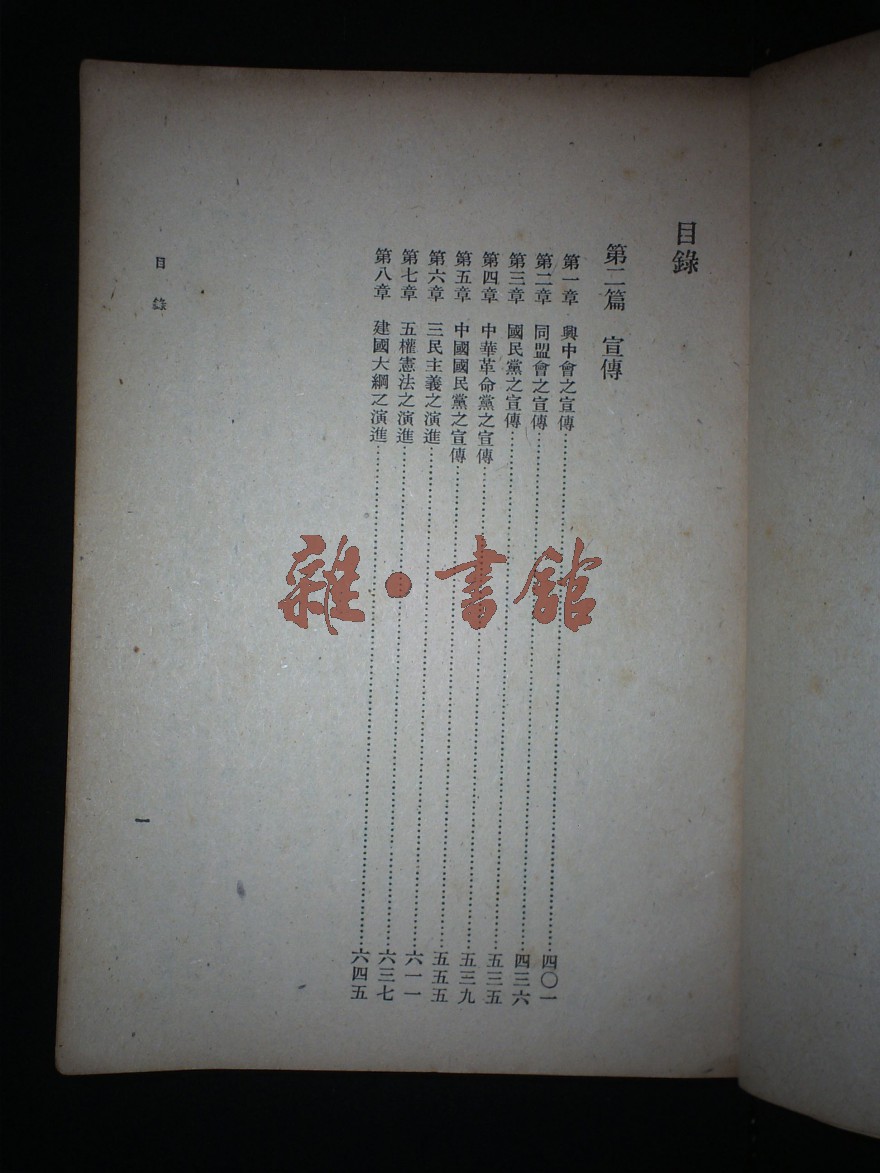 目錄
第二篇　宣傳
第一章　興中會之宣傳…………四〇一
第二章　同盟會之宣傳…………四三六
第三章　國民黨之宣傳…………五三五
第四章　中華革命黨之宣傳…………五三九
第五章　中國國民黨之宣傳…………五五五
第六章　三民主義之演進…………六一一
第七章　五權憲法之演進…………六三七
第八章　建國大綱之演進…………六四五
目錄
一
雜·書館